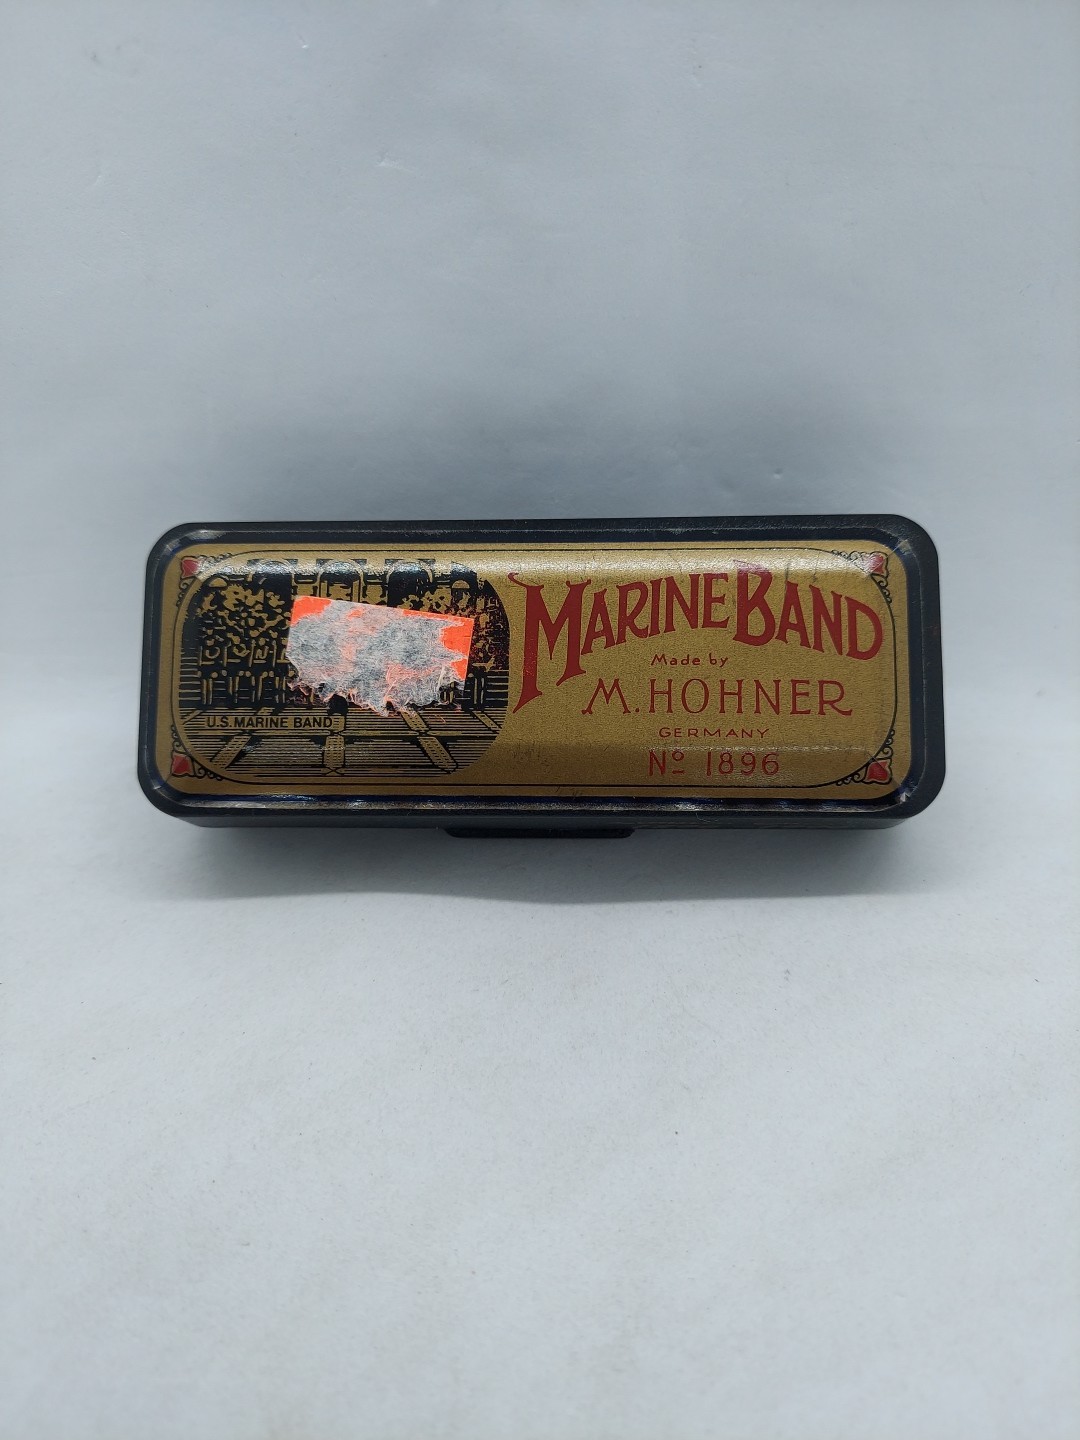 U.S. MARINE BAND
MARINE BAND
Made by
M. HOHNER
GERMANY
Nº 1896